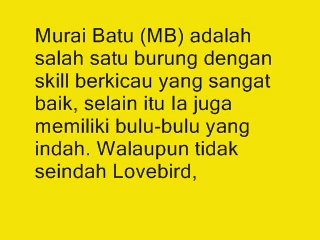 Murai Batu (MB) adalah
salah satu burung dengan
skill berkicau yang sangat
baik, selain itu Ia juga
memiliki bulu-bulu yang
indah. Walaupun tidak
seindah Lovebird,